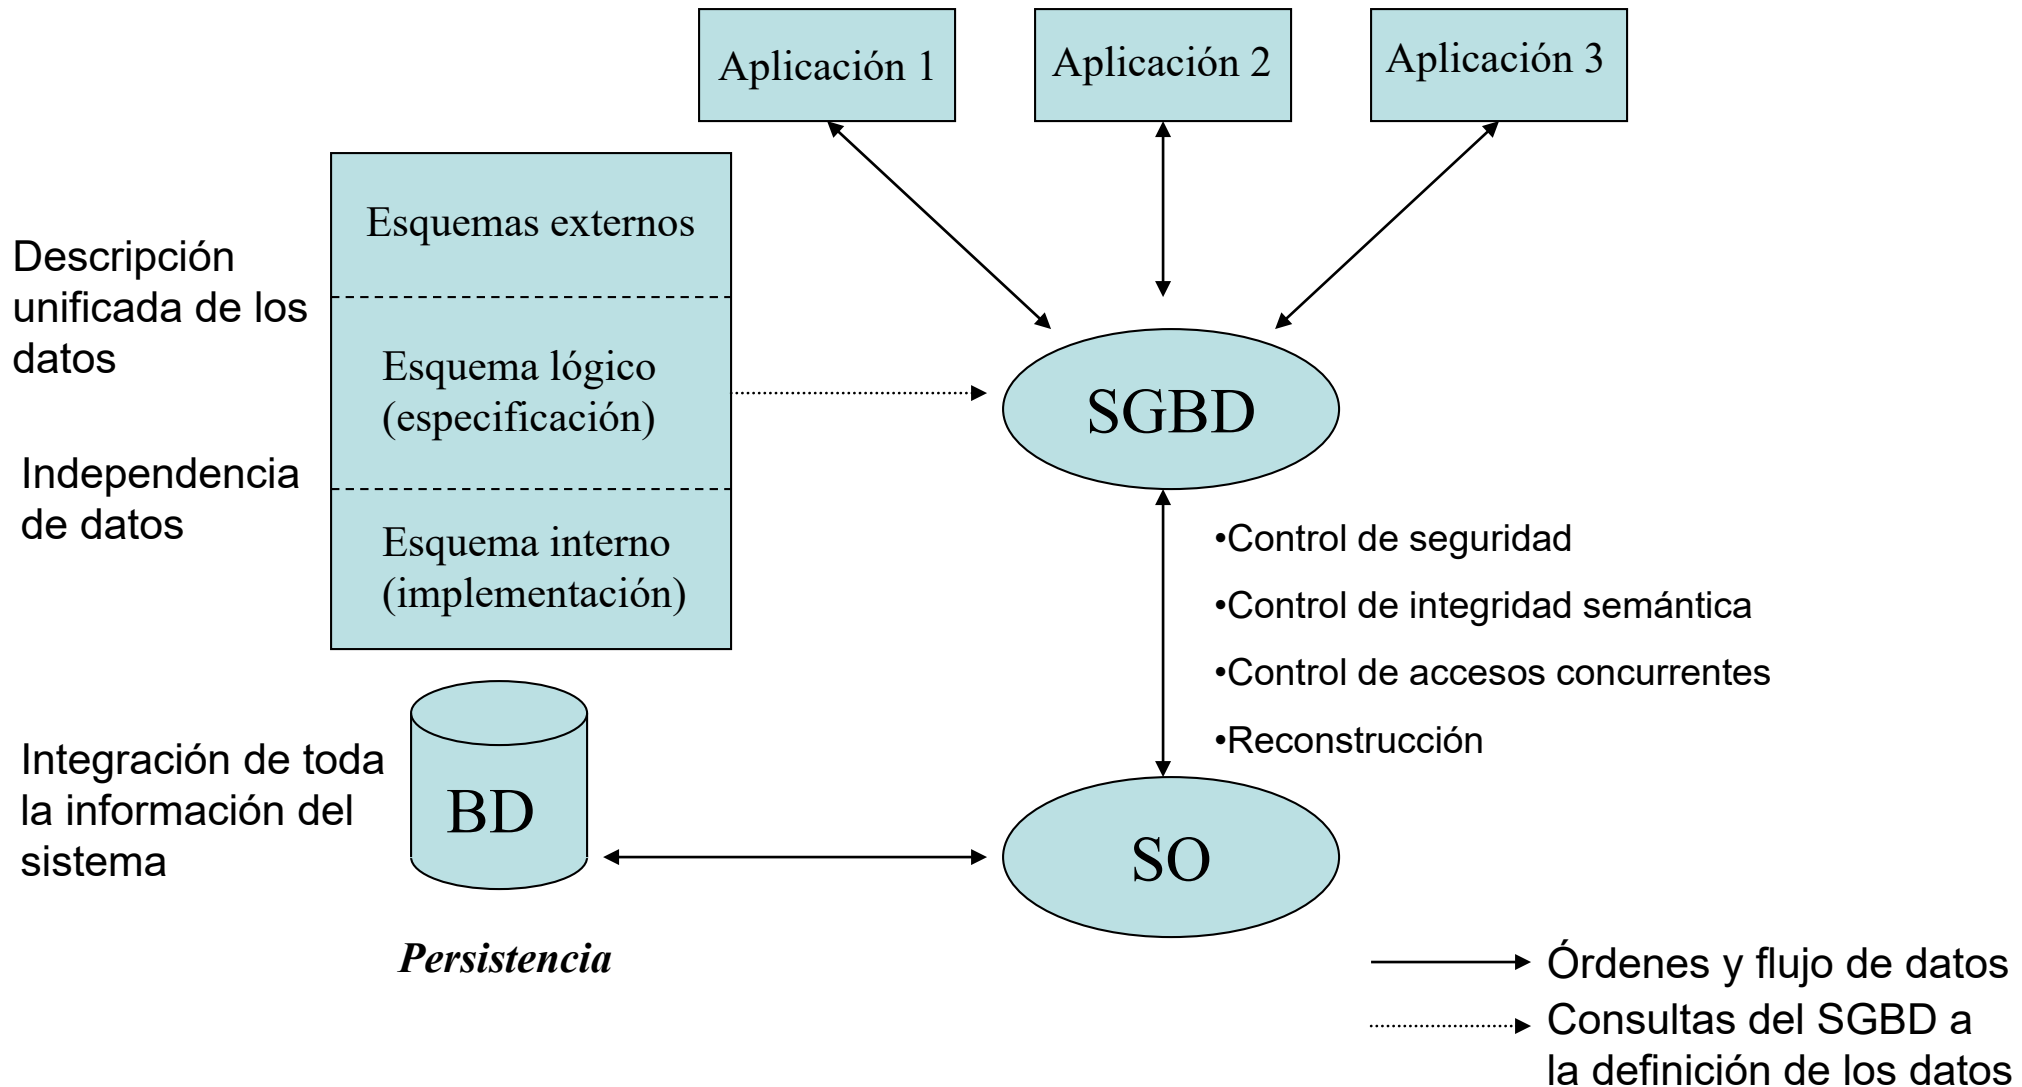 Aplicación 1
Aplicación 2
Aplicación 3
Esquemas externos
Descripción
unificada de los
datos
Esquema lógico
(especificación)
SGBD
Independencia
de datos
Esquema interno
(implementación)
•Control de seguridad
•Control de integridad semántica
•Control de accesos concurrentes
•Reconstrucción
Integración de toda
la información del
sistema
BD
SO
Persistencia
Órdenes y flujo de datos
Consultas del SGBD a
la definición de los datos